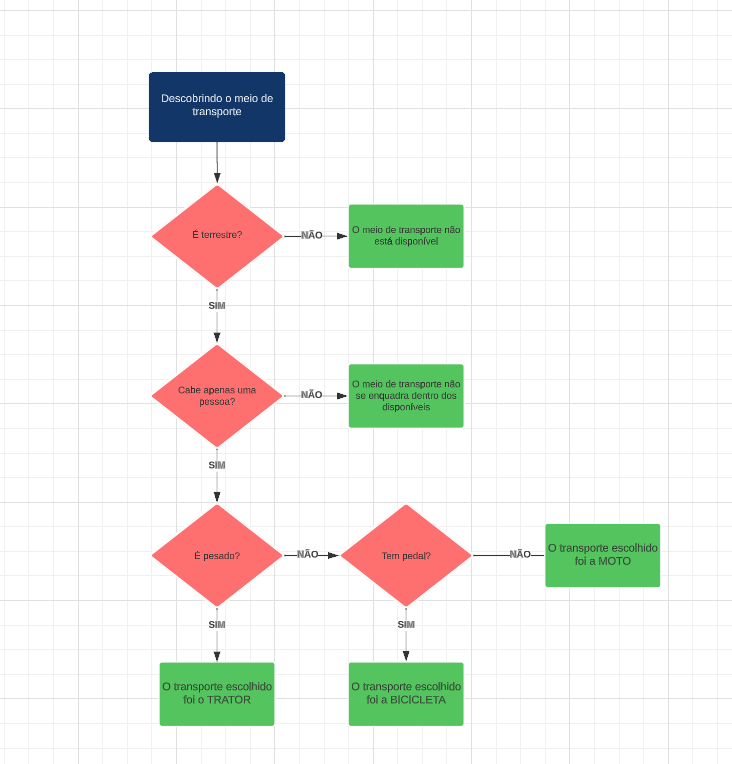 Descobrindo o meio de
transporte
É terrestre?
NÃO
O meio de transporte não
está disponível
SIM
Cabe apenas uma
pessoa?
NÃO
O meio de transporte não
se enquadra dentro dos
disponíveis
SIM
É pesado?
NÃO
Tem pedal?
NÃO
O transporte escolhido
foi a MOTO
SIM
SIM
O transporte escolhido
foi o TRATOR
O transporte escolhido
foi a BICICLETA